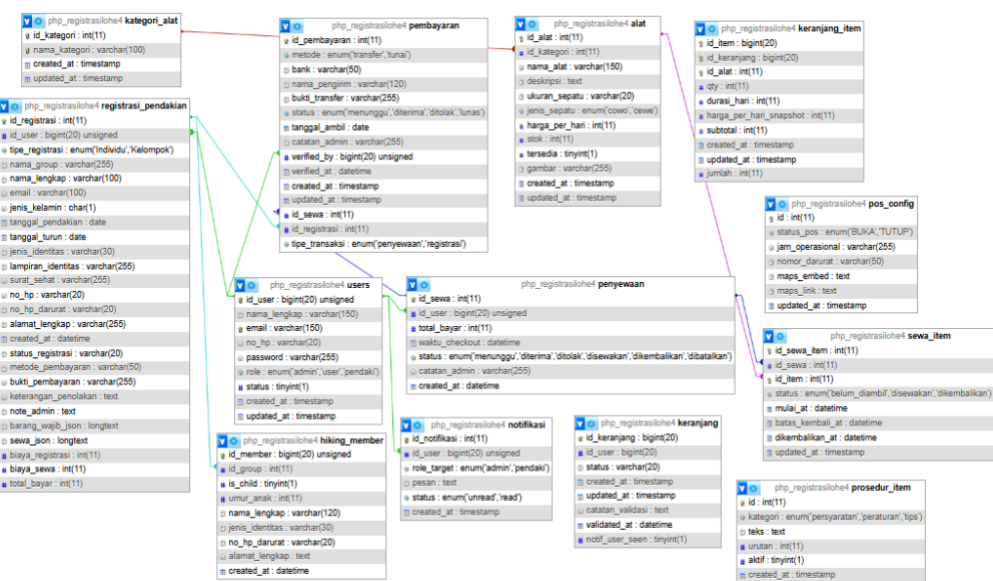 php_registrasilohe4 kategori_alat
id_kategori : int(11)
nama_kategori : varchar(100)
created_at : timestamp
updated_at : timestamp
php_registrasilohe4 pembayaran
id_pembayaran : int(11)
metode : enum('transfer','tunai')
bank : varchar(50)
nama_pengirim : varchar(120)
bukti_transfer : varchar(255)
status : enum('menunggu','diterima','ditolak','lunas')
tanggal_ambil : date
catatan_admin : varchar(255)
verified_by : bigint(20) unsigned
verified_at : datetime
created_at : timestamp
updated_at : timestamp
id_sewa : int(11)
id_registrasi : int(11)
tipe_transaksi : enum('penyewaan','registrasi')
php_registrasilohe4 alat
id_alat : int(11)
id_kategori : int(11)
nama_alat : varchar(150)
deskripsi : text
ukuran_sepatu : varchar(20)
jenis_sepatu : enum('cowo','cewe')
harga_per_hari : int(11)
stok : int(11)
tersedia : tinyint(1)
gambar : varchar(255)
created_at : timestamp
updated_at : timestamp
php_registrasilohe4 keranjang_item
id_item : bigint(20)
id_keranjang : bigint(20)
id_alat : int(11)
qty : int(11)
durasi_hari : int(11)
harga_per_hari_snapshot : int(11)
subtotal : int(11)
created_at : timestamp
updated_at : timestamp
jumlah : int(11)
php_registrasilohe4 registrasi_pendakian
id_registrasi : int(11)
id_user : bigint(20) unsigned
tipe_registrasi : enum('Individu','Kelompok')
nama_group : varchar(255)
nama_lengkap : varchar(100)
email : varchar(100)
jenis_kelamin : char(1)
tanggal_pendakian : date
tanggal_turun : date
jenis_identitas : varchar(30)
lampiran_identitas : varchar(255)
surat_sehat : varchar(255)
no_hp : varchar(20)
no_hp_darurat : varchar(20)
alamat_lengkap : varchar(255)
created_at : datetime
status_registrasi : varchar(20)
metode_pembayaran : varchar(50)
bukti_pembayaran : varchar(255)
keterangan_penolakan : text
note_admin : text
barang_wajib_json : longtext
sewa_json : longtext
biaya_registrasi : int(11)
biaya_sewa : int(11)
total_bayar : int(11)
php_registrasilohe4 pos_config
id : int(11)
status_pos : enum('BUKA','TUTUP')
jam_operasional : varchar(255)
nomor_darurat : varchar(50)
maps_embed : text
maps_link : text
updated_at : timestamp
php_registrasilohe4 users
id_user : bigint(20) unsigned
nama_lengkap : varchar(150)
email : varchar(150)
no_hp : varchar(20)
password : varchar(255)
role : enum('admin','user','pendaki')
status : tinyint(1)
created_at : timestamp
updated_at : timestamp
php_registrasilohe4 penyewaan
id_sewa : int(11)
id_user : bigint(20) unsigned
total_bayar : int(11)
waktu_checkout : datetime
status : enum('menunggu','diterima','ditolak','disewakan','dikembalikan','dibatalkan')
catatan_admin : varchar(255)
created_at : datetime
php_registrasilohe4 sewa_item
id_sewa_item : int(11)
id_sewa : int(11)
id_item : int(11)
status : enum('belum_diambil','disewakan','dikembalikan')
mulai_at : datetime
batas_kembali_at : datetime
dikembalikan_at : datetime
updated_at : timestamp
php_registrasilohe4 hiking_member
id_member : bigint(20) unsigned
id_group : int(11)
is_child : tinyint(1)
umur_anak : int(11)
nama_lengkap : varchar(120)
jenis_identitas : varchar(30)
no_hp_darurat : varchar(20)
alamat_lengkap : text
created_at : datetime
php_registrasilohe4 notifikasi
id_notifikasi : int(11)
id_user : bigint(20) unsigned
role_target : enum('admin','pendaki')
pesan : text
status : enum('unread','read')
created_at : timestamp
php_registrasilohe4 keranjang
id_keranjang : bigint(20)
id_user : bigint(20)
status : varchar(20)
created_at : timestamp
updated_at : timestamp
catatan_validasi : text
validated_at : datetime
notif_user_seen : tinyint(1)
php_registrasilohe4 prosedur_item
id : int(11)
kategori : enum('persyaratan','peraturan','tips')
teks : text
urutan : int(11)
aktif : tinyint(1)
created_at : timestamp